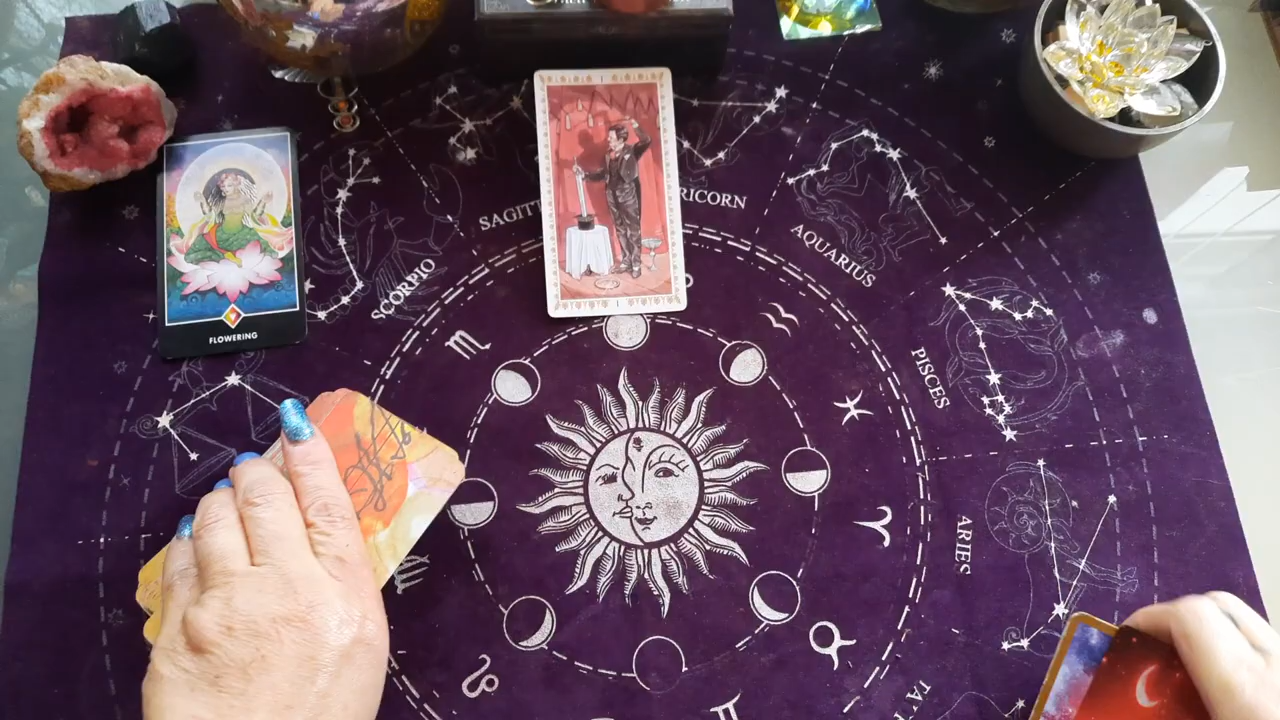 SAGITT
RICORN
AQUARIUS
SCORPIO
PISCES
ARIES
FLOWERING
I
I